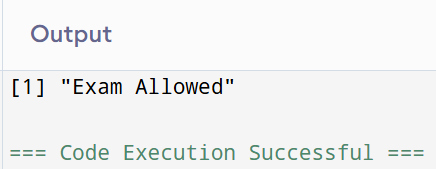 Output
[1] "Exam Allowed"
=== Code Execution Successful ===